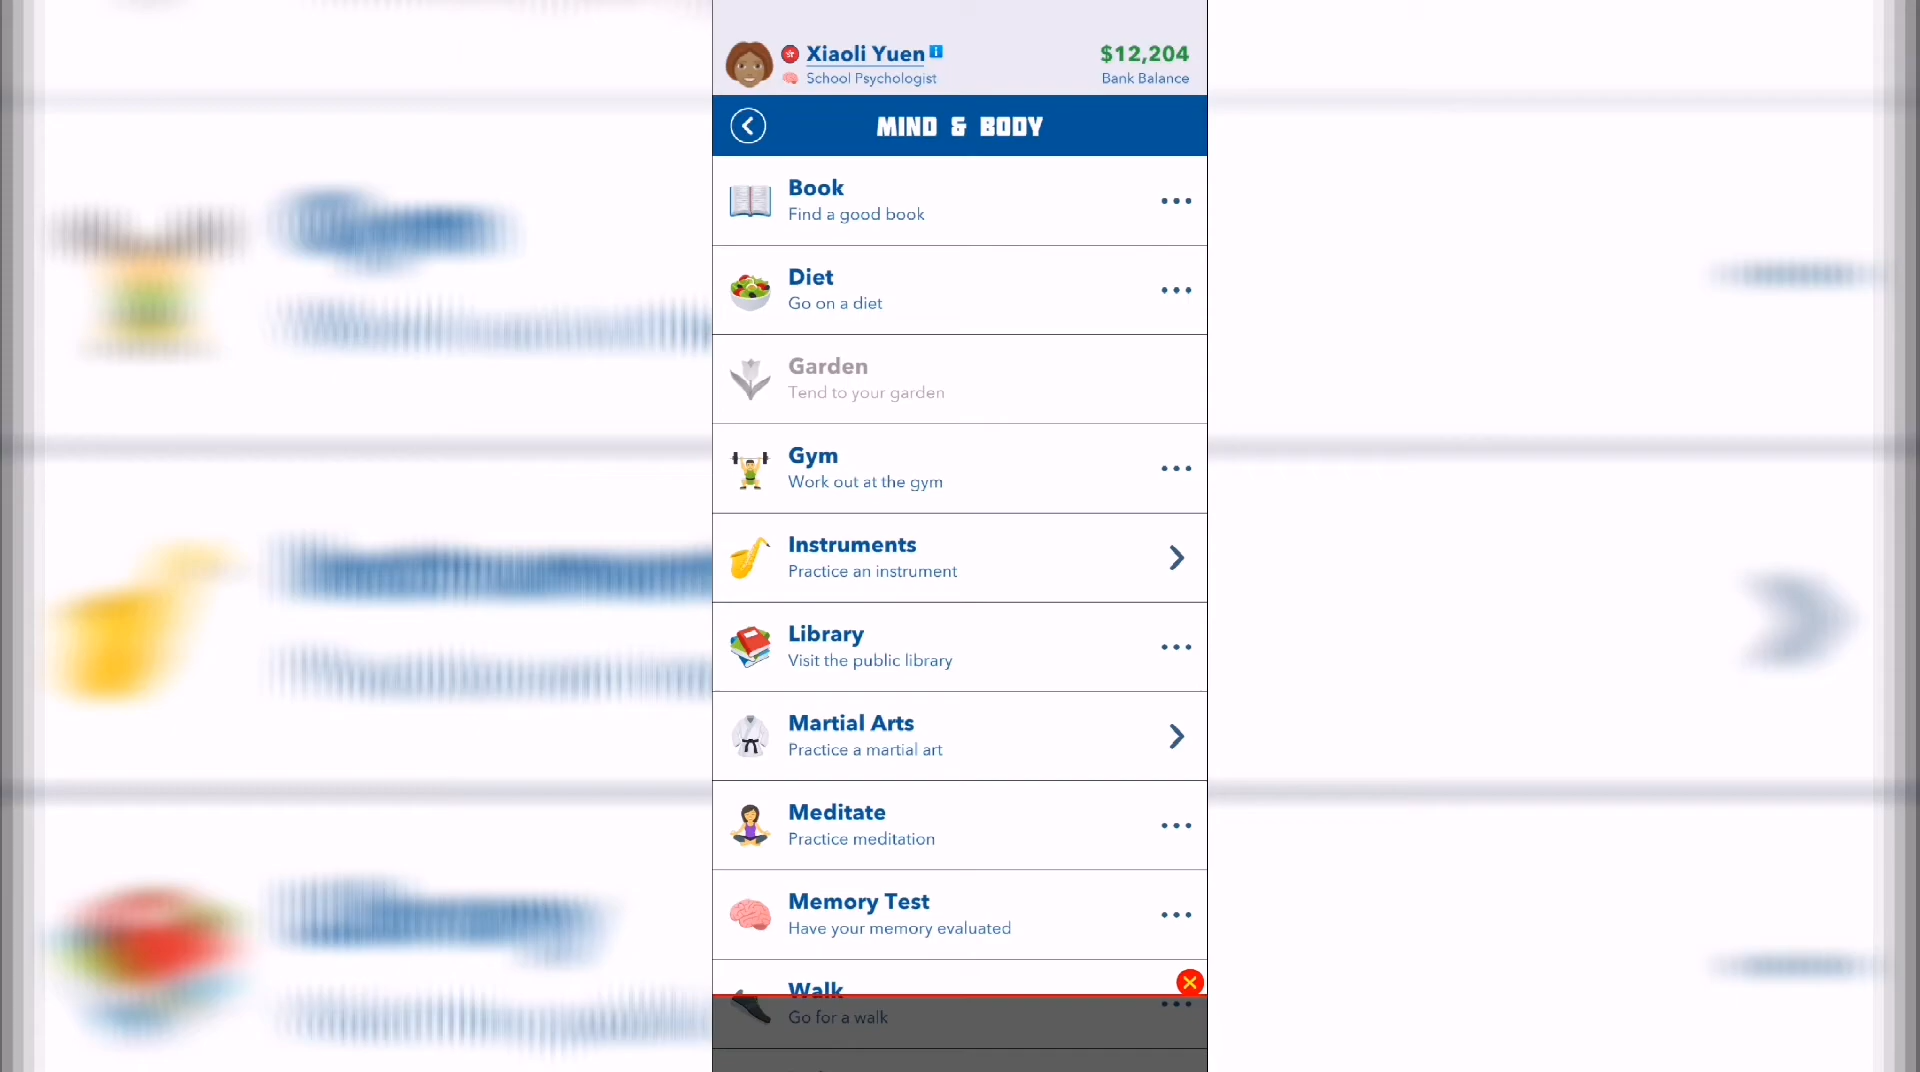 Xiaoli Yuen
$12,204
School Psychologist
Bank Balance
MIND & BODY
Book
Find a good book
Diet
Go on a diet
Garden
Tend to your garden
Gym
Work out at the gym
Instruments
Practice an instrument
Library
Visit the public library
Martial Arts
Practice a martial art
Meditate
Practice meditation
Memory Test
Have your memory evaluated
Walk
Go for a walk